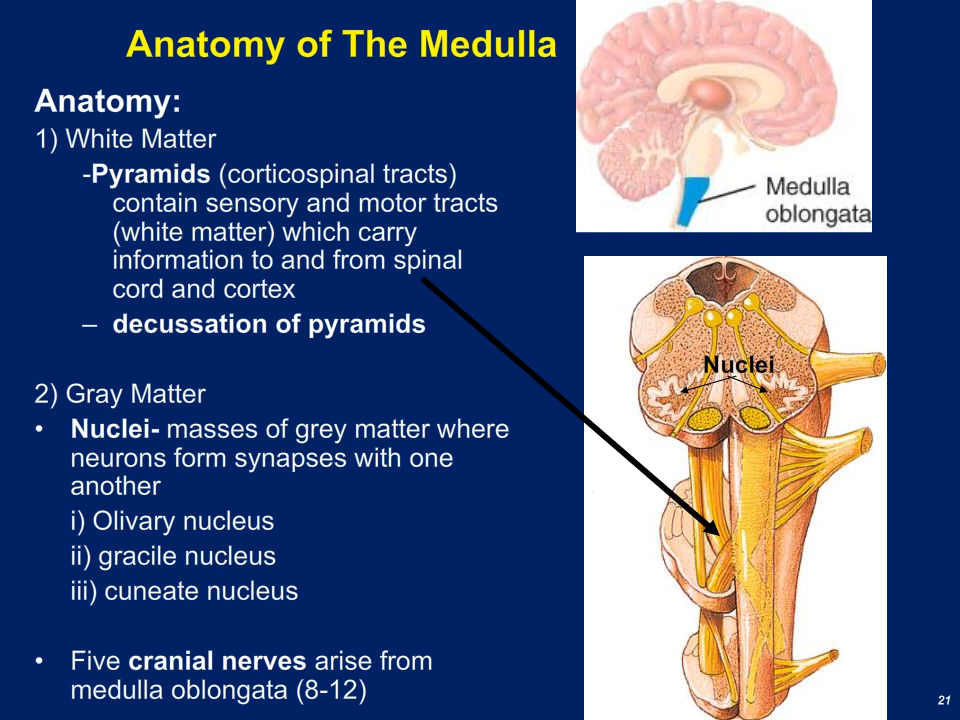 Anatomy of The Medulla
Anatomy:
1) White Matter
-Pyramids (corticospinal tracts)
contain sensory and motor tracts
(white matter) which carry
information to and from spinal
cord and cortex
– decussation of pyramids
2) Gray Matter
• Nuclei- masses of grey matter where
neurons form synapses with one
another
i) Olivary nucleus
ii) gracile nucleus
iii) cuneate nucleus
• Five cranial nerves arise from
medulla oblongata (8-12)
Medulla
oblongata
Nuclei
21